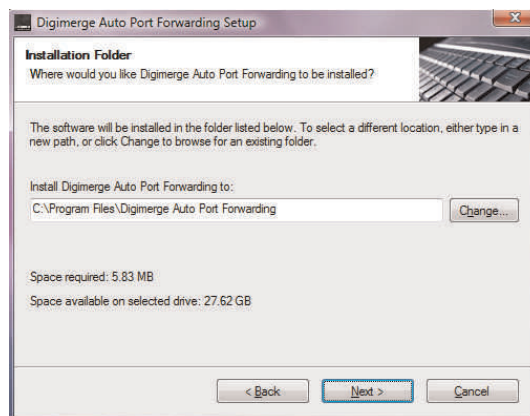 Digimerge Auto Port Forwarding Setup
Installation Folder
Where would you like Digimerge Auto Port Forwarding to be installed?
The software will be installed in the folder listed below. To select a different location, either type in a
new path, or click Change to browse for an existing folder.
Install Digimerge Auto Port Forwarding to:
C:\Program Files\Digimerge Auto Port Forwarding
Change...
Space required: 5.83 MB
Space available on selected drive: 27.62 GB
< Back
Next >
Cancel